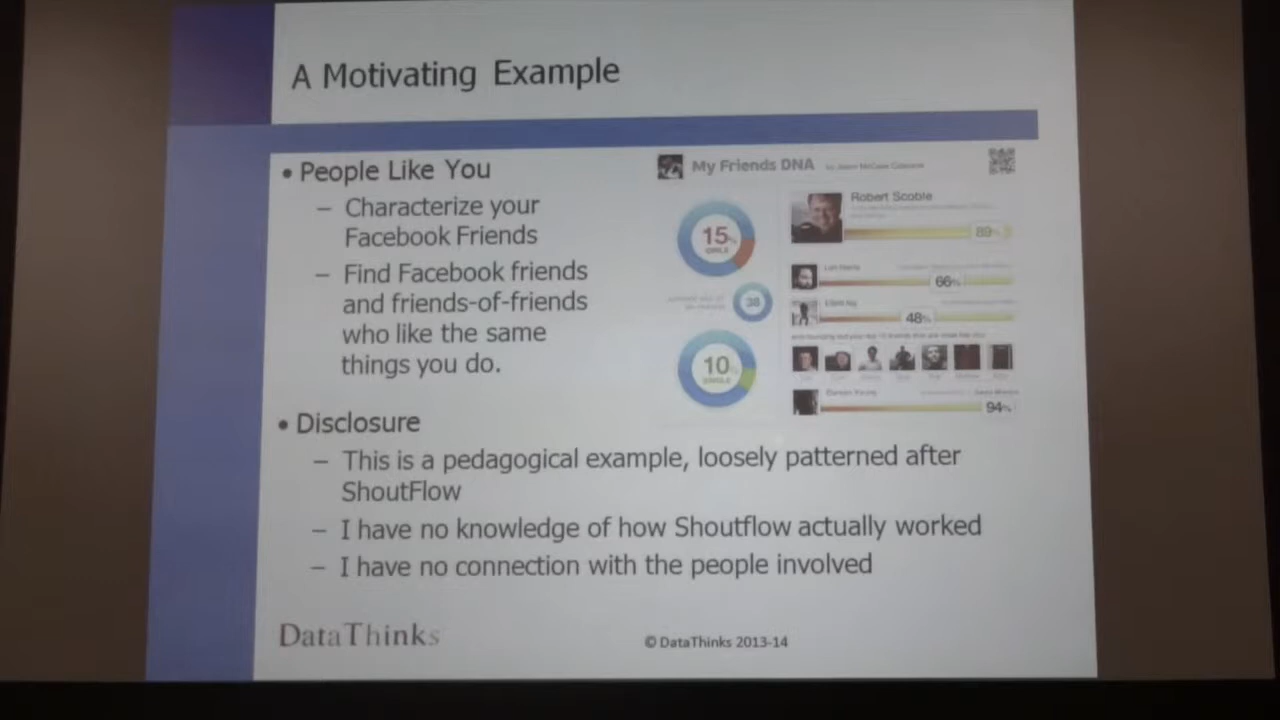 A Motivating Example
• People Like You
– Characterize your
Facebook Friends
– Find Facebook friends
and friends-of-friends
who like the same
things you do.
My Friends DNA
15%
GIRLS
38
10%
SINGLE
Robert Scoble
89%
66%
48%
94%
• Disclosure
– This is a pedagogical example, loosely patterned after
ShoutFlow
– I have no knowledge of how Shoutflow actually worked
– I have no connection with the people involved
DataThinks
© DataThinks 2013-14